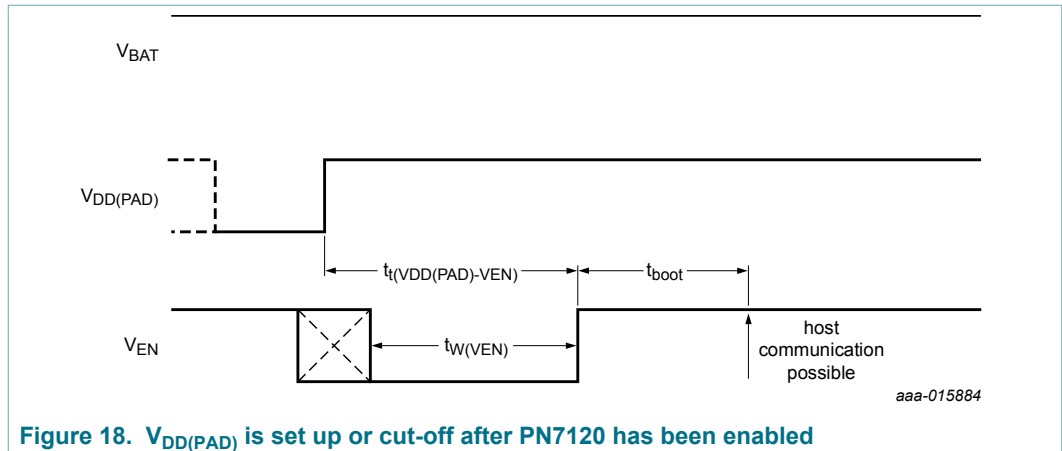 VBAT
VDD(PAD)
tt(VDD(PAD)-VEN)
tboot
VEN
tW(VEN)
host
communication
possible
aaa-015884
Figure 18. VDD(PAD) is set up or cut-off after PN7120 has been enabled